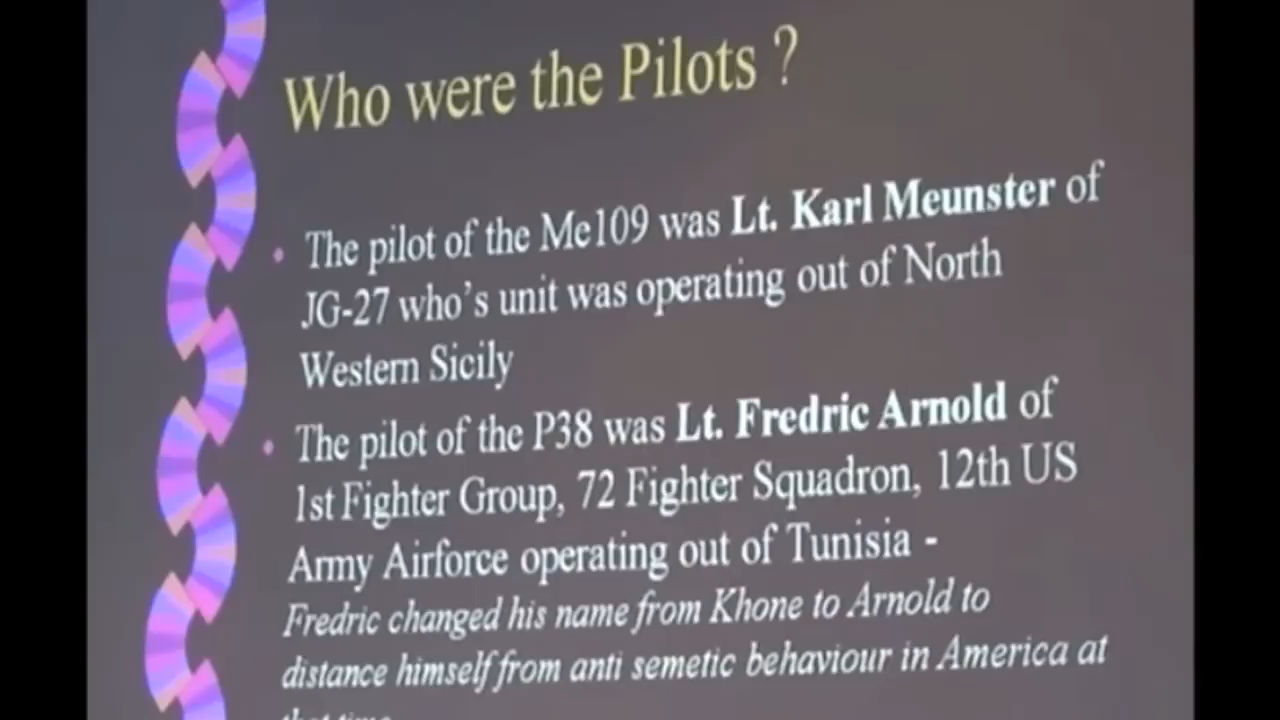 Who were the Pilots ?
• The pilot of the Me109 was Lt. Karl Meunster of
JG-27 who's unit was operating out of North
Western Sicily
• The pilot of the P38 was Lt. Fredric Arnold of
1st Fighter Group, 72 Fighter Squadron, 12th US
Army Airforce operating out of Tunisia -
Fredric changed his name from Khone to Arnold to
distance himself from anti semetic behaviour in America at
that time